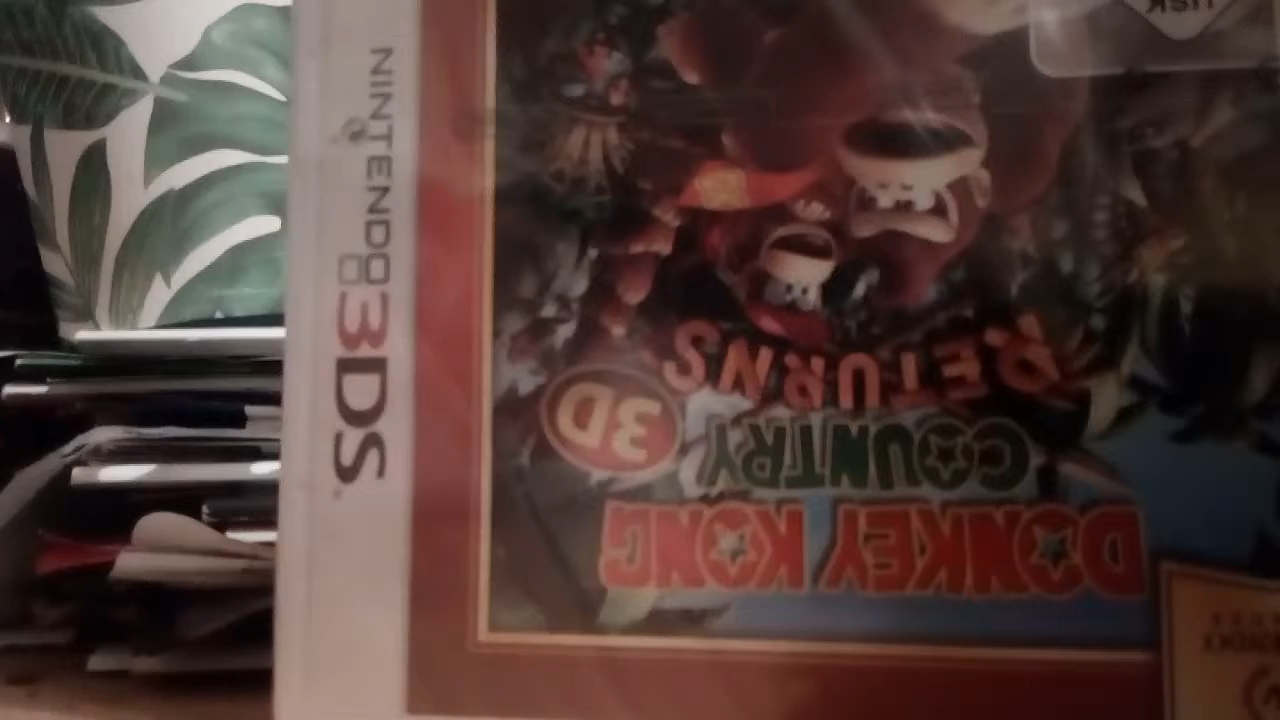 NINTENDO 3DS
DONKEY KONG
COUNTRY
RETURNS
3D